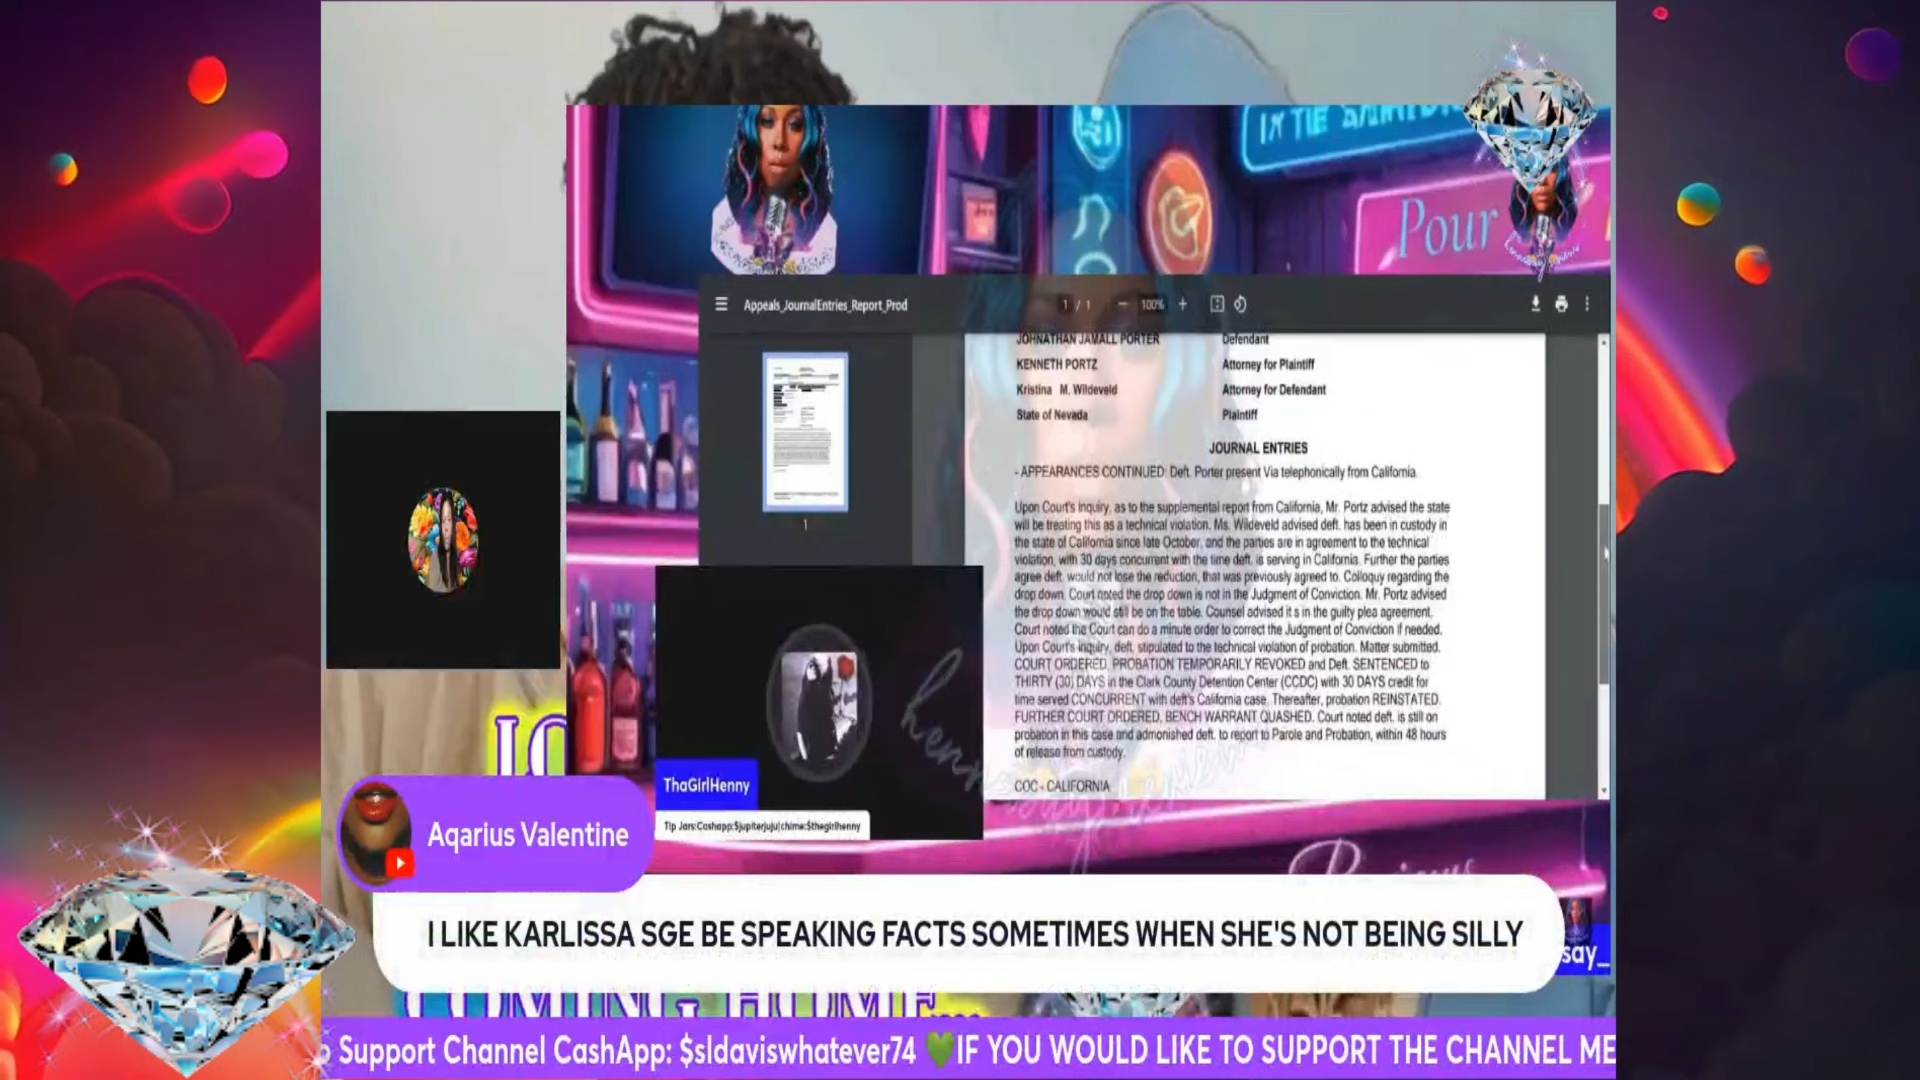 IN THE
Pour
Appeals_JournalEntries_Report_Prod
1 / 1
100%
JOHNATHAN JAMALL PORTER Defendant
KENNETH PORTZ Attorney for Plaintiff
Kristina M. Wildeveld Attorney for Defendant
State of Nevada Plaintiff
JOURNAL ENTRIES
- APPEARANCES CONTINUED: Deft. Porter present Via telephonically from California.
Upon Court's inquiry, as to the supplemental report from California, Mr. Portz advised the state
will be treating this as a technical violation. Ms. Wildeveld advised deft. has been in custody in
the state of California since late October, and the parties are in agreement to the technical
violation, with 30 days concurrent with the time deft. is serving in California. Further the parties
agree deft. would not lose the reduction, that was previously agreed to. Colloquy regarding the
drop down. Court noted the drop down is not in the Judgment of Conviction. Mr. Portz advised
the drop down would still be on the table. Counsel advised it s in the guilty plea agreement.
Court noted the Court can do a minute order to correct the Judgment of Conviction if needed.
Upon Court's inquiry, deft. stipulated to the technical violation of probation. Matter submitted.
COURT ORDERED, PROBATION TEMPORARILY REVOKED and Deft. SENTENCED to
THIRTY (30) DAYS in the Clark County Detention Center (CCDC) with 30 DAYS credit for
time served CONCURRENT with deft's California case. Thereafter, probation REINSTATED.
FURTHER COURT ORDERED, BENCH WARRANT QUASHED. Court noted deft. is still on
probation in this case and admonished deft. to report to Parole and Probation, within 48 hours
of release from custody.
COC - CALIFORNIA
1
ThaGirlHenny
Tip Jars:Cashapp:$jupiterjuju|chime:$thegirlhenny
Aqarius Valentine
I LIKE KARLISSA SGE BE SPEAKING FACTS SOMETIMES WHEN SHE'S NOT BEING SILLY
say_
COMING HOME
Support Channel CashApp: $sldaviswhatever74 💚IF YOU WOULD LIKE TO SUPPORT THE CHANNEL ME